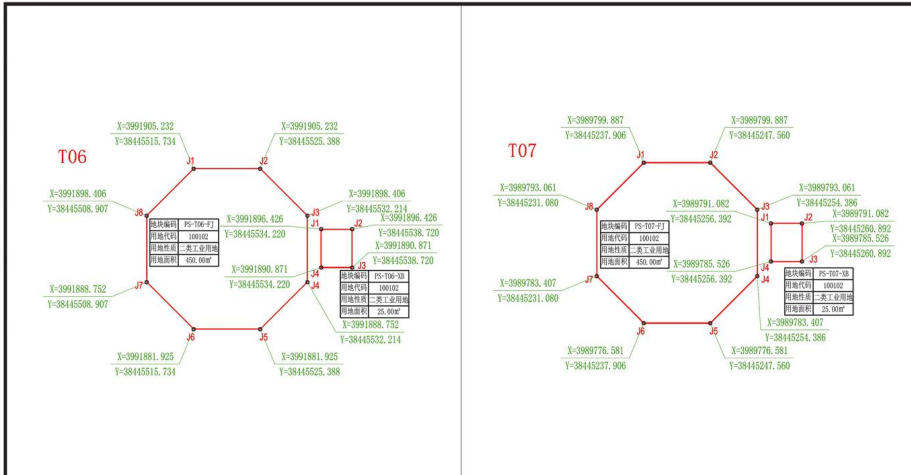 T06
X=3991905.232
Y=38445515.734
X=3991905.232
Y=38445525.388
J1
J2
X=3991898.406
Y=38445508.907
J8
J3
X=3991898.406
Y=38445532.214
地块编码 PS-T06-FJ
用地代码 100102
用地性质 二类工业用地
用地面积 450.00㎡
X=3991896.426
Y=38445534.220
J1
J2
X=3991896.426
Y=38445538.720
X=3991890.871
Y=38445534.220
J4
J3
X=3991890.871
Y=38445538.720
地块编码 PS-T06-XB
用地代码 100102
用地性质 二类工业用地
用地面积 25.00㎡
X=3991888.752
Y=38445508.907
J7
J4
X=3991888.752
Y=38445532.214
J6
J5
X=3991881.925
Y=38445515.734
X=3991881.925
Y=38445525.388
T07
X=3989799.887
Y=38445237.906
X=3989799.887
Y=38445247.560
J1
J2
X=3989793.061
Y=38445231.080
J8
J3
X=3989793.061
Y=38445254.386
地块编码 PS-T07-FJ
用地代码 100102
用地性质 二类工业用地
用地面积 450.00㎡
X=3989791.082
Y=38445256.392
J1
J2
X=3989791.082
Y=38445260.892
X=3989785.526
Y=38445256.392
J4
J3
X=3989785.526
Y=38445260.892
地块编码 PS-T07-XB
用地代码 100102
用地性质 二类工业用地
用地面积 25.00㎡
X=3989783.407
Y=38445231.080
J7
J4
X=3989783.407
Y=38445254.386
J6
J5
X=3989776.581
Y=38445237.906
X=3989776.581
Y=38445247.560